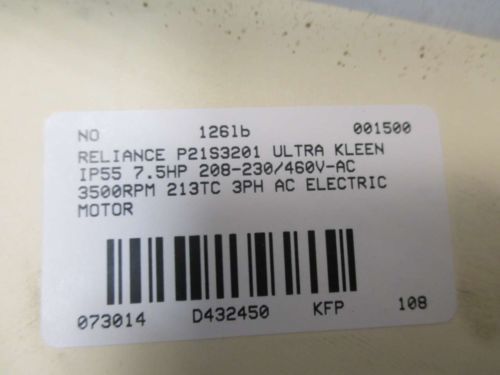 NO 126lb 001500
RELIANCE P21S3201 ULTRA KLEEN
IP55 7.5HP 208-230/460V-AC
3500RPM 213TC 3PH AC ELECTRIC
MOTOR
073014 D432450 KFP 108